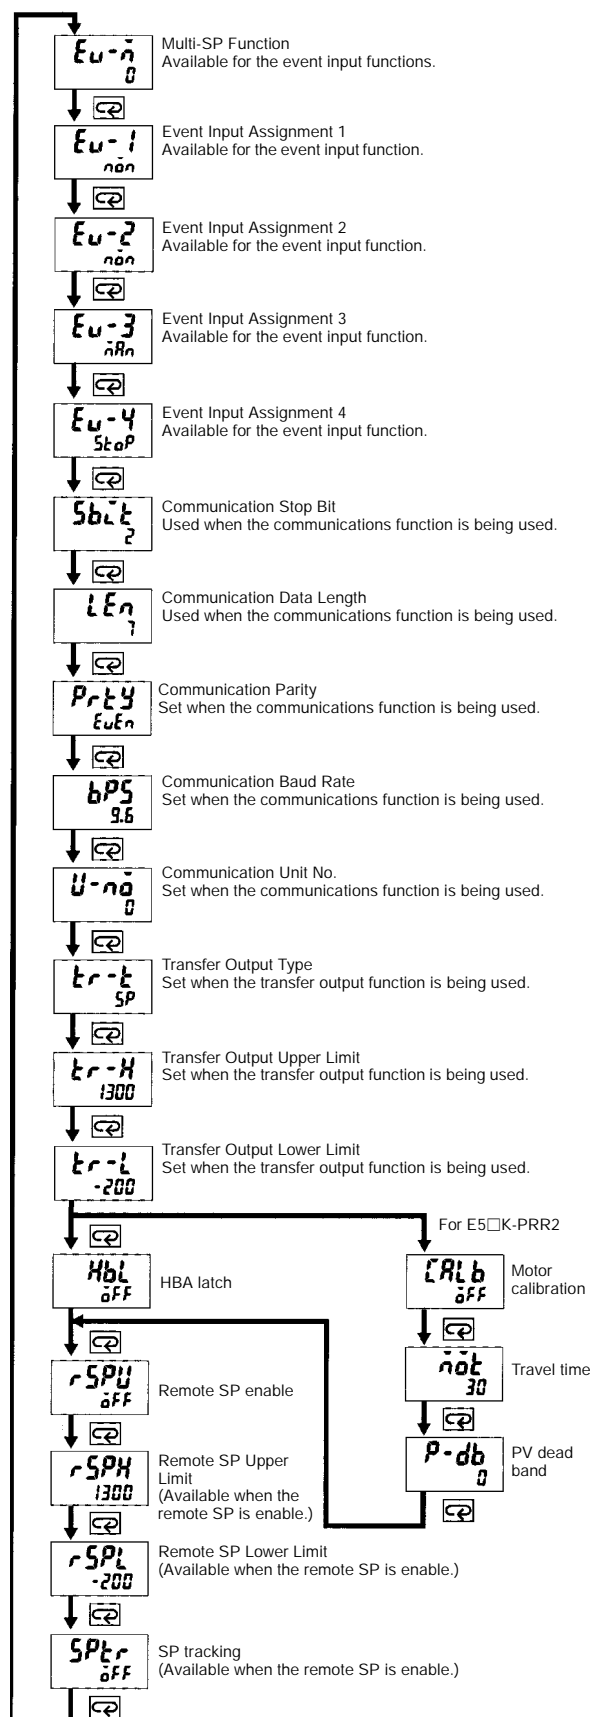 Eu-m
0
Multi-SP Function
Available for the event input functions.
Eu-1
non
Event Input Assignment 1
Available for the event input function.
Eu-2
non
Event Input Assignment 2
Available for the event input function.
Eu-3
mAn
Event Input Assignment 3
Available for the event input function.
Eu-4
StoP
Event Input Assignment 4
Available for the event input function.
Sbit
2
Communication Stop Bit
Used when the communications function is being used.
LEn
7
Communication Data Length
Used when the communications function is being used.
PrtY
EuEn
Communication Parity
Set when the communications function is being used.
bPS
9.6
Communication Baud Rate
Set when the communications function is being used.
U-no
0
Communication Unit No.
Set when the communications function is being used.
tr-t
SP
Transfer Output Type
Set when the transfer output function is being used.
tr-H
1300
Transfer Output Upper Limit
Set when the transfer output function is being used.
tr-L
-200
Transfer Output Lower Limit
Set when the transfer output function is being used.
For E5□K-PRR2
HbL
oFF
HBA latch
CALb
oFF
Motor
calibration
mot
30
Travel time
P-db
0
PV dead
band
rSPU
oFF
Remote SP enable
rSPH
1300
Remote SP Upper
Limit
(Available when the
remote SP is enable.)
rSPL
-200
Remote SP Lower Limit
(Available when the remote SP is enable.)
SPtr
oFF
SP tracking
(Available when the remote SP is enable.)